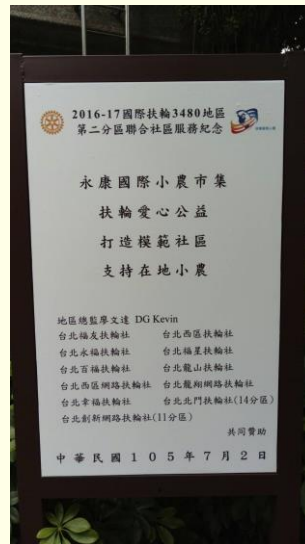 2016-17國際扶輪3480地區
第二分區聯合社區服務紀念
永康國際小農市集
扶輪愛心公益
打造模範社區
支持在地小農
地區總監廖文達 DG Kevin
台北福友扶輪社 台北西區扶輪社
台北永福扶輪社 台北福星扶輪社
台北百福扶輪社 台北龍山扶輪社
台北西區網路扶輪社 台北龍翔網路扶輪社
台北幸福扶輪社 台北北門扶輪社(14分區)
台北創新網路扶輪社(11分區)
共同贊助
中華民國105年7月2日